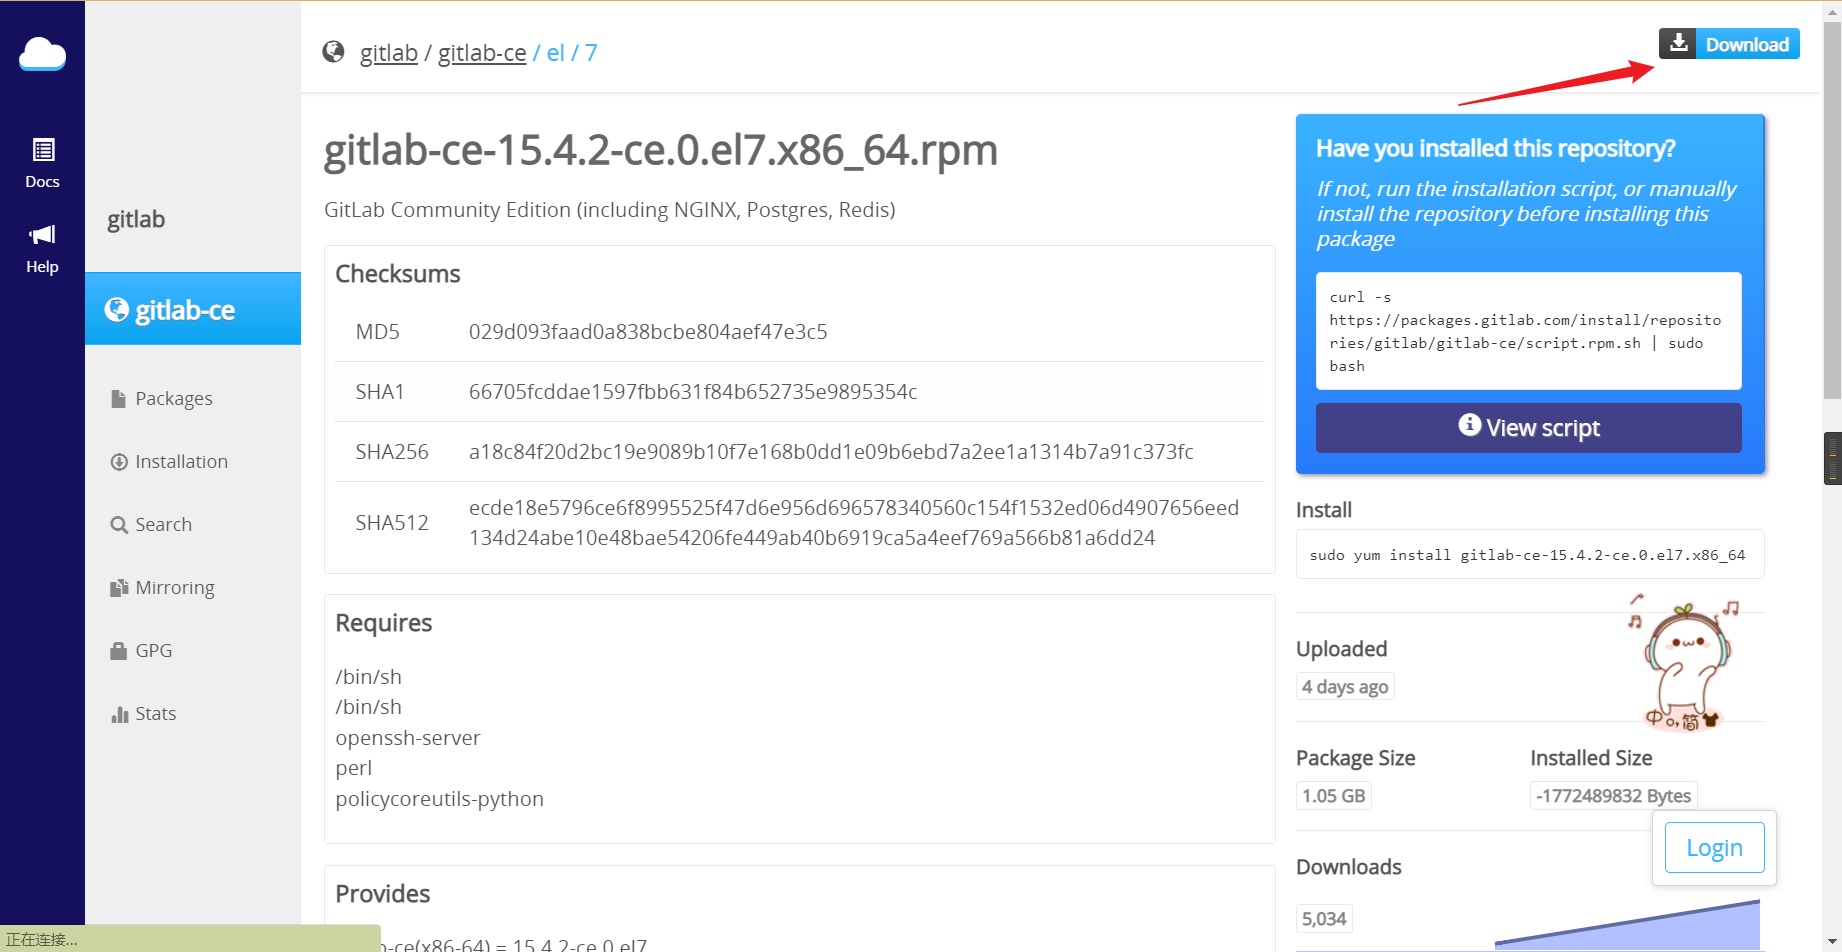 Docs
Help
gitlab
gitlab-ce
Packages
Installation
Search
Mirroring
GPG
Stats
正在连接...
gitlab / gitlab-ce / el / 7
Download
gitlab-ce-15.4.2-ce.0.el7.x86_64.rpm
GitLab Community Edition (including NGINX, Postgres, Redis)
Checksums
MD5 029d093faad0a838bcbe804aef47e3c5
SHA1 66705fcddae1597fbb631f84b652735e9895354c
SHA256 a18c84f20d2bc19e9089b10f7e168b0dd1e09b6ebd7a2ee1a1314b7a91c373fc
SHA512 ecde18e5796ce6f8995525f47d6e956d696578340560c154f1532ed06d4907656eed
134d24abe10e48bae54206fe449ab40b6919ca5a4eef769a566b81a6dd24
Requires
/bin/sh
/bin/sh
openssh-server
perl
policycoreutils-python
Provides
-ce(x86-64) = 15.4.2-ce.0.el7
Have you installed this repository?
If not, run the installation script, or manually
install the repository before installing this
package
curl -s
https://packages.gitlab.com/install/reposito
ries/gitlab/gitlab-ce/script.rpm.sh | sudo
bash
View script
Install
sudo yum install gitlab-ce-15.4.2-ce.0.el7.x86_64
Uploaded
4 days ago
中 简
Package Size Installed Size
1.05 GB -1772489832 Bytes
Login
Downloads
5,034